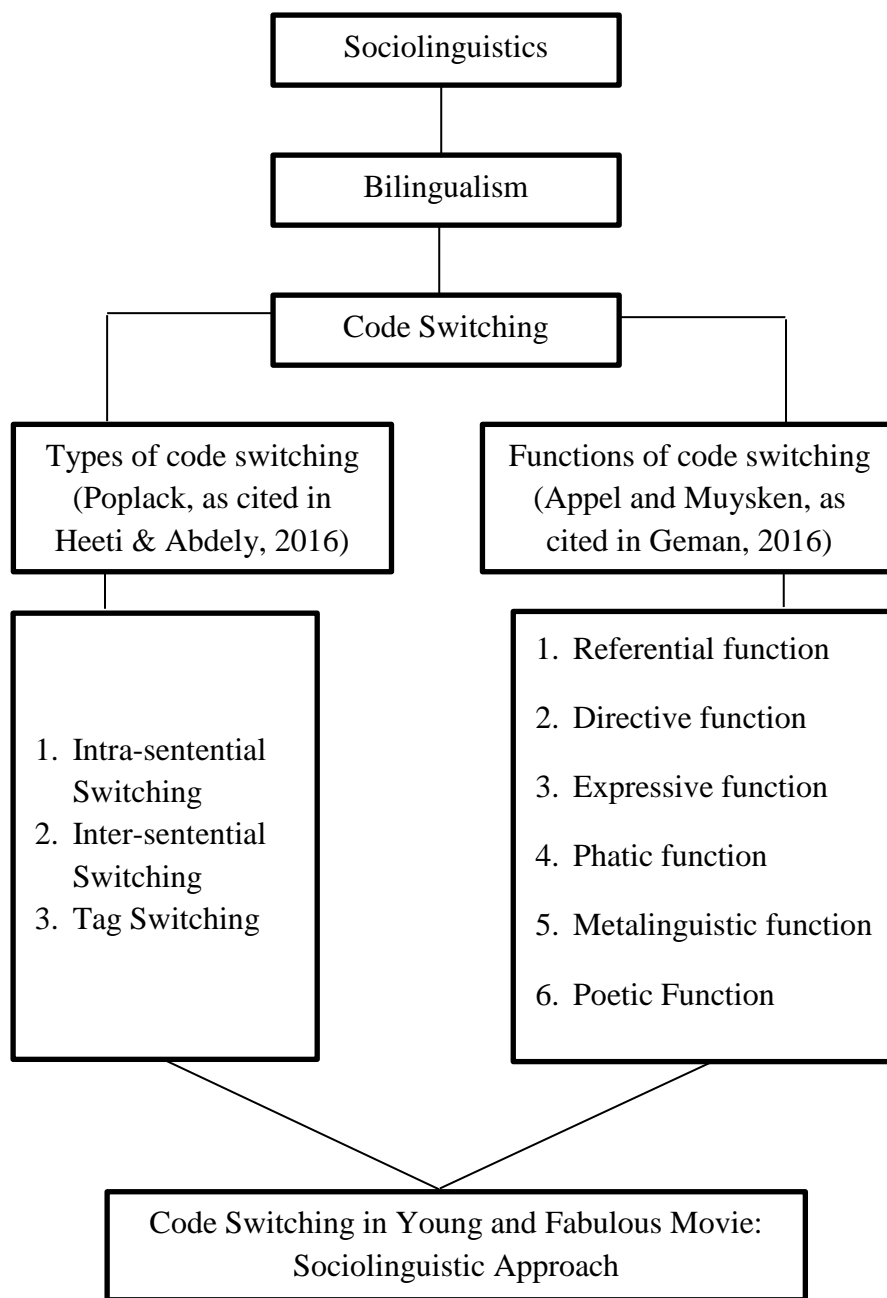 Sociolinguistics
Bilingualism
Code Switching
Types of code switching
(Poplack, as cited in
Heeti & Abdely, 2016)
Functions of code switching
(Appel and Muysken, as
cited in Geman, 2016)
1. Intra-sentential
Switching
2. Inter-sentential
Switching
3. Tag Switching
1. Referential function
2. Directive function
3. Expressive function
4. Phatic function
5. Metalinguistic function
6. Poetic Function
Code Switching in Young and Fabulous Movie:
Sociolinguistic Approach